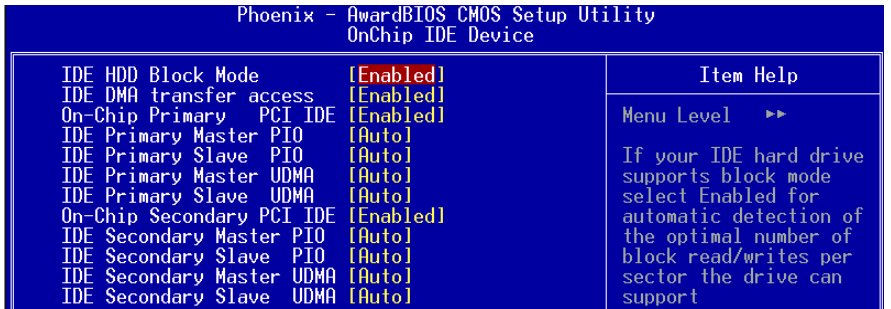 Phoenix - AwardBIOS CMOS Setup Utility
OnChip IDE Device
IDE HDD Block Mode [Enabled]
IDE DMA transfer access [Enabled]
On-Chip Primary PCI IDE [Enabled]
IDE Primary Master PIO [Auto]
IDE Primary Slave PIO [Auto]
IDE Primary Master UDMA [Auto]
IDE Primary Slave UDMA [Auto]
On-Chip Secondary PCI IDE [Enabled]
IDE Secondary Master PIO [Auto]
IDE Secondary Slave PIO [Auto]
IDE Secondary Master UDMA [Auto]
IDE Secondary Slave UDMA [Auto]
Item Help
Menu Level ►►
If your IDE hard drive
supports block mode
select Enabled for
automatic detection of
the optimal number of
block read/writes per
sector the drive can
support